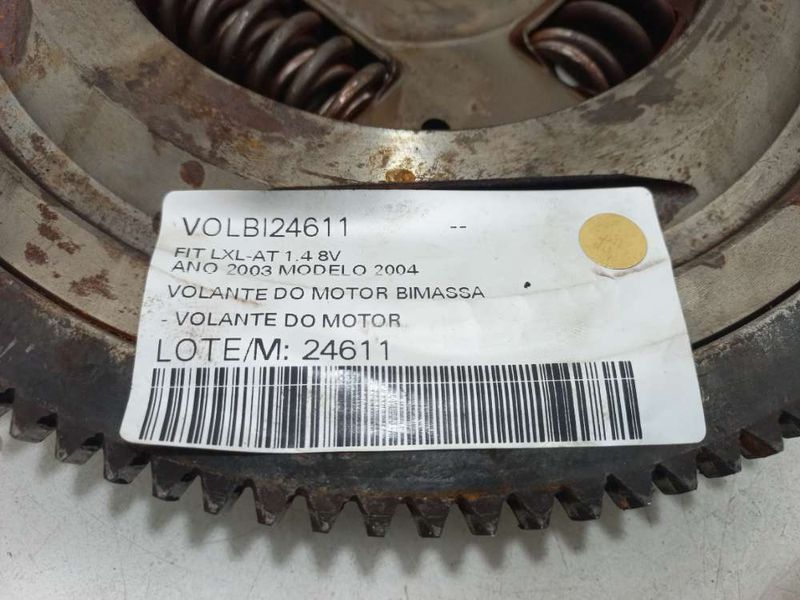 VOLBI24611 --
FIT LXL-AT 1.4 8V
ANO 2003 MODELO 2004
VOLANTE DO MOTOR BIMASSA
- VOLANTE DO MOTOR
LOTE/M: 24611